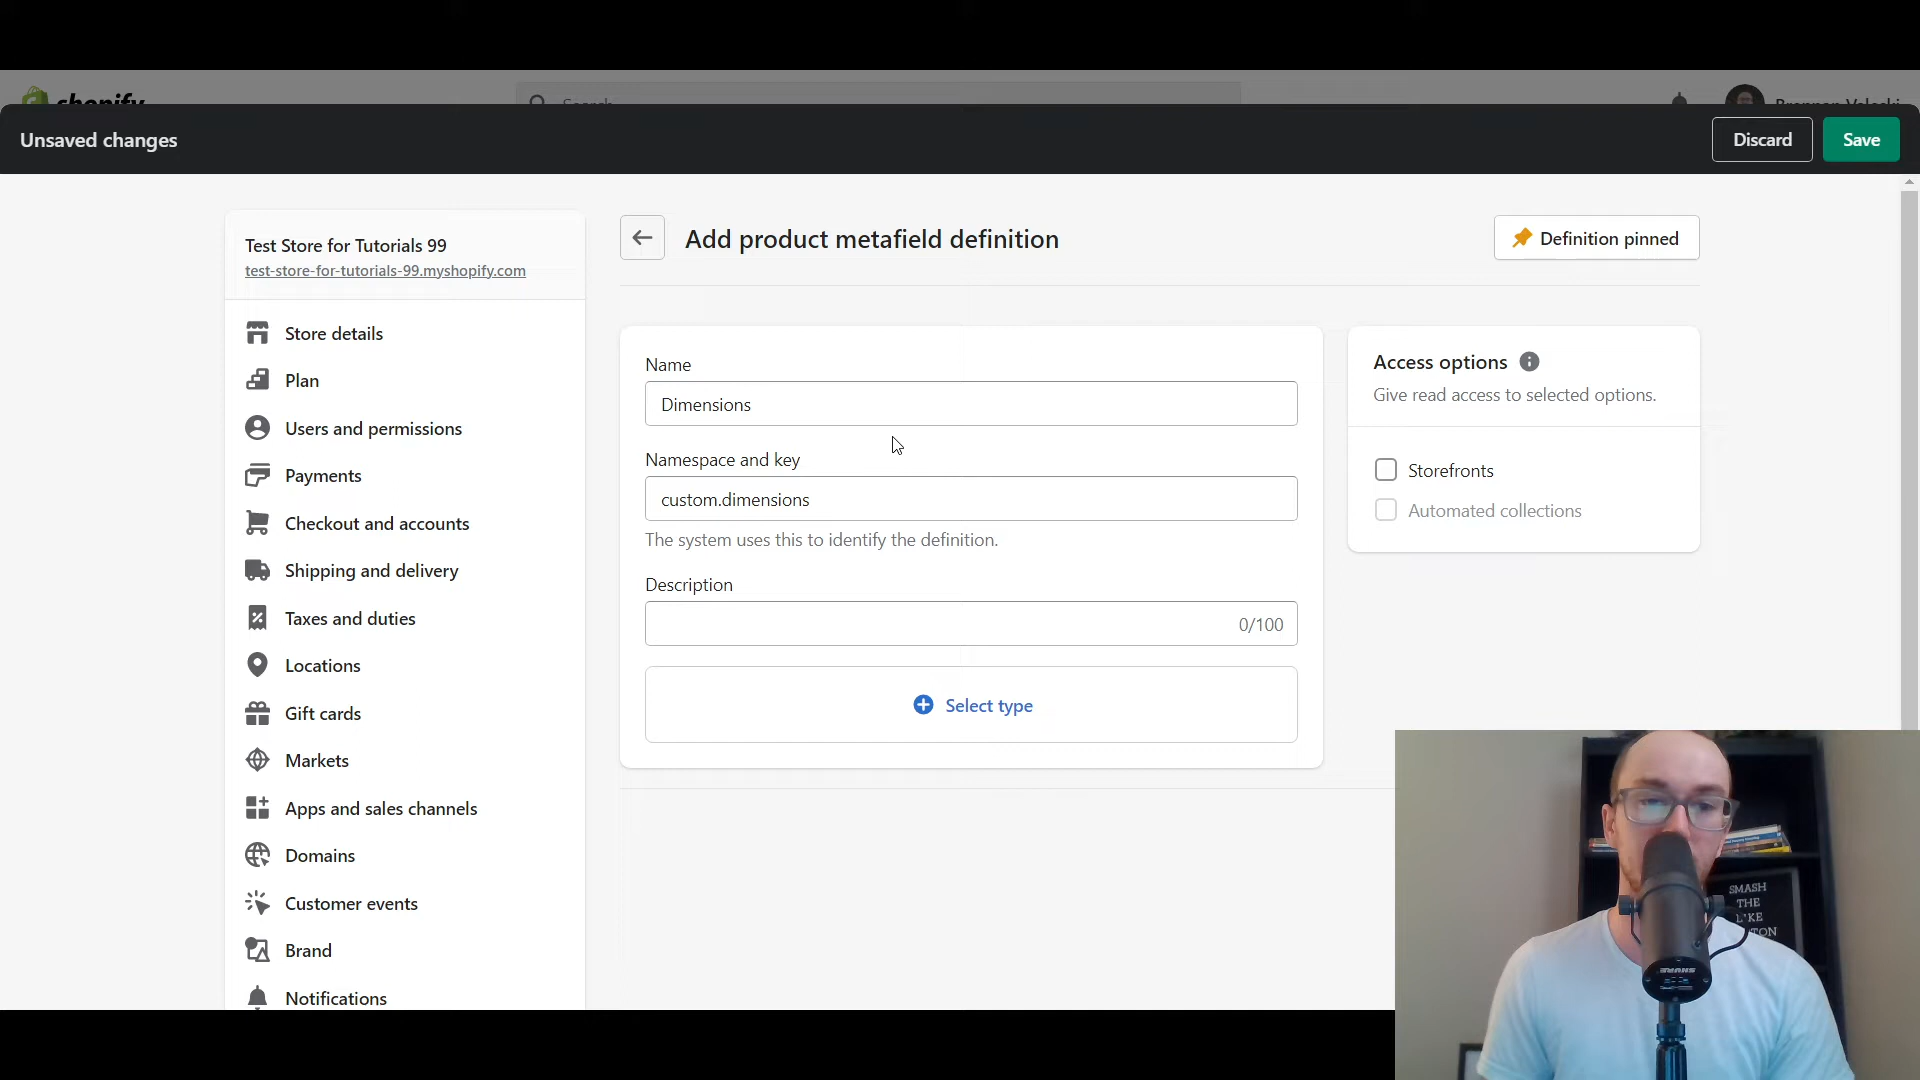 shopify
Search
Unsaved changes
Discard
Save
Test Store for Tutorials 99
test-store-for-tutorials-99.myshopify.com
Store details
Plan
Users and permissions
Payments
Checkout and accounts
Shipping and delivery
Taxes and duties
Locations
Gift cards
Markets
Apps and sales channels
Domains
Customer events
Brand
Notifications
Add product metafield definition
Definition pinned
Name
Dimensions
Namespace and key
custom.dimensions
The system uses this to identify the definition.
Description
0/100
Select type
Access options
Give read access to selected options.
Storefronts
Automated collections
SMASH
THE
SHURE